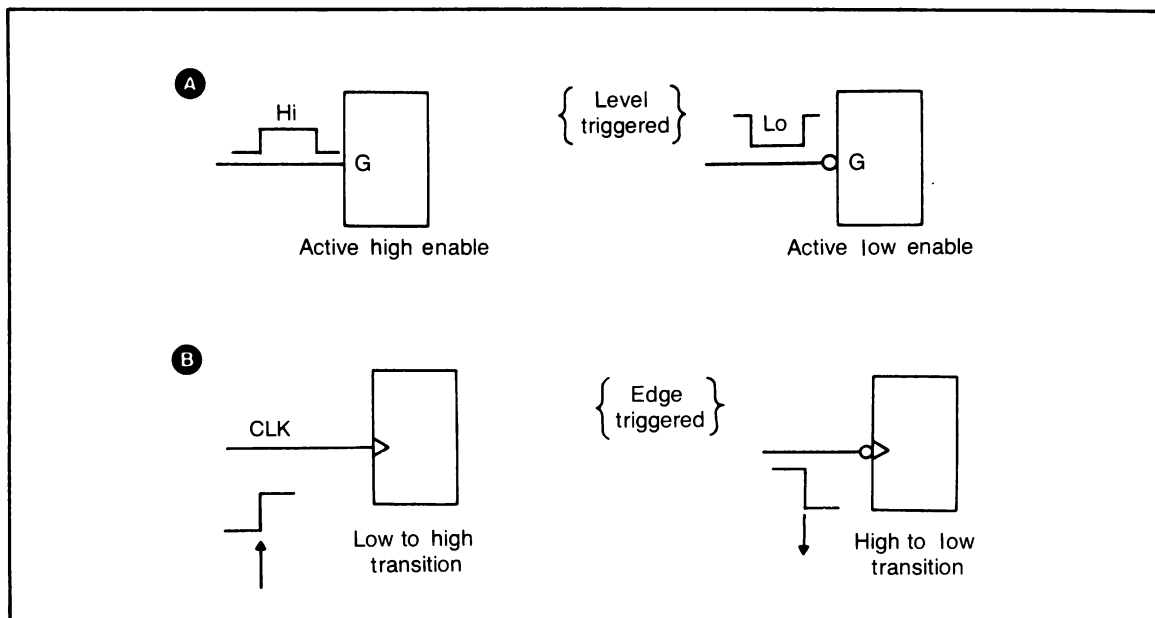 A
Hi
G
Active high enable
Level
triggered
Lo
G
Active low enable
B
CLK
Low to high
transition
Edge
triggered
High to low
transition